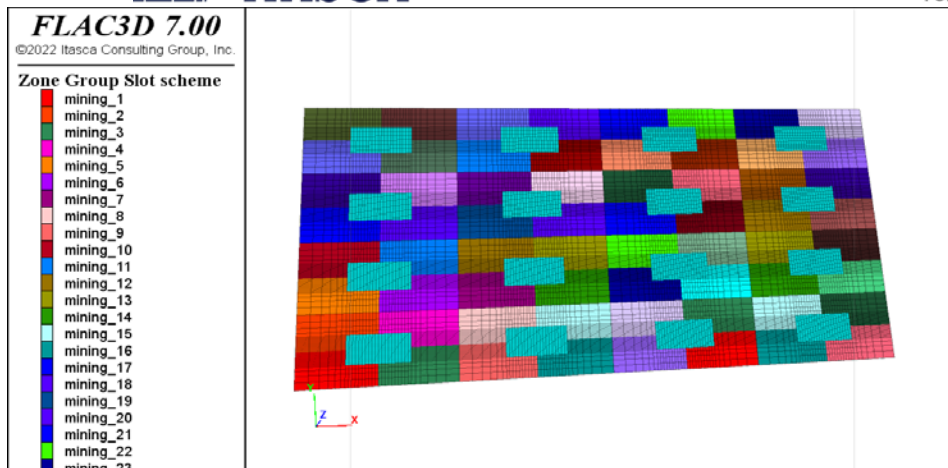 FLAC3D 7.00
©2022 Itasca Consulting Group, Inc.
Zone Group Slot scheme
mining_1
mining_2
mining_3
mining_4
mining_5
mining_6
mining_7
mining_8
mining_9
mining_10
mining_11
mining_12
mining_13
mining_14
mining_15
mining_16
mining_17
mining_18
mining_19
mining_20
mining_21
mining_22
Y
Z
X